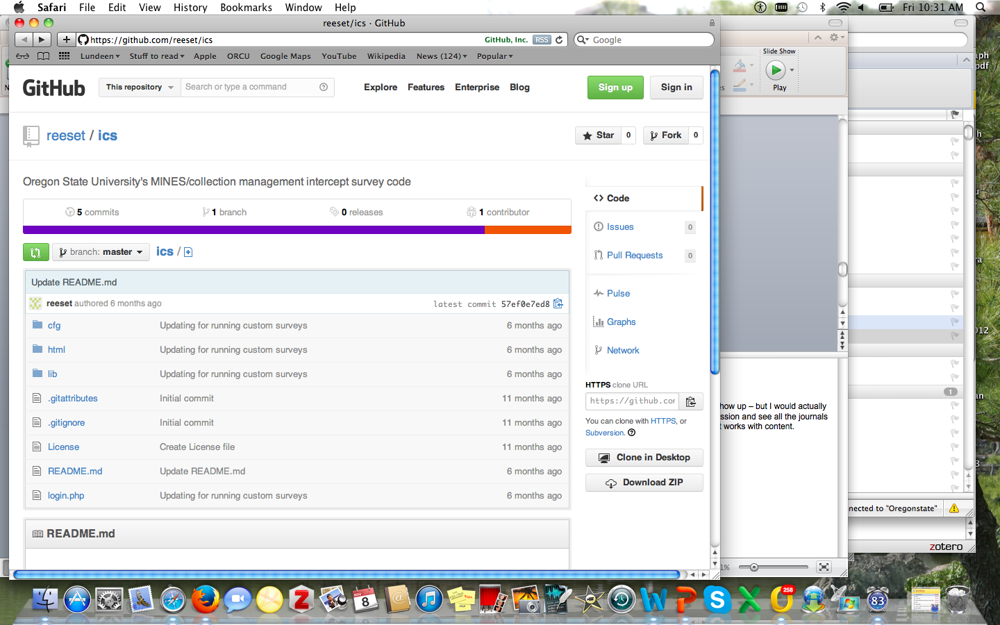 Safari File Edit View History Bookmarks Window Help Fri 10:31 AM
reeset/ics · GitHub
https://github.com/reeset/ics GitHub, Inc. RSS Google
Lundeen Stuff to read Apple ORCU Google Maps YouTube Wikipedia News (124) Popular
GitHub This repository Search or type a command Explore Features Enterprise Blog Sign up Sign in
reeset / ics Star 0 Fork 0
Oregon State University's MINES/collection management intercept survey code
5 commits 1 branch 0 releases 1 contributor
branch: master ics /
Update README.md
reeset authored 6 months ago latest commit 57ef0e7ed8
cfg Updating for running custom surveys 6 months ago
html Updating for running custom surveys 6 months ago
lib Updating for running custom surveys 6 months ago
.gitattributes Initial commit 11 months ago
.gitignore Initial commit 11 months ago
License Create License file 11 months ago
README.md Update README.md 6 months ago
login.php Updating for running custom surveys 6 months ago
README.md
Code
Issues 0
Pull Requests 0
Pulse
Graphs
Network
HTTPS clone URL
https://github.cor
You can clone with HTTPS, or
Subversion.
Clone in Desktop
Download ZIP
Slide Show
Play
how up – but I would actually
ssion and see all the journals
t works with content.
1%
1
nected to "Oregonstate"
zotero
NOV
8
258
83